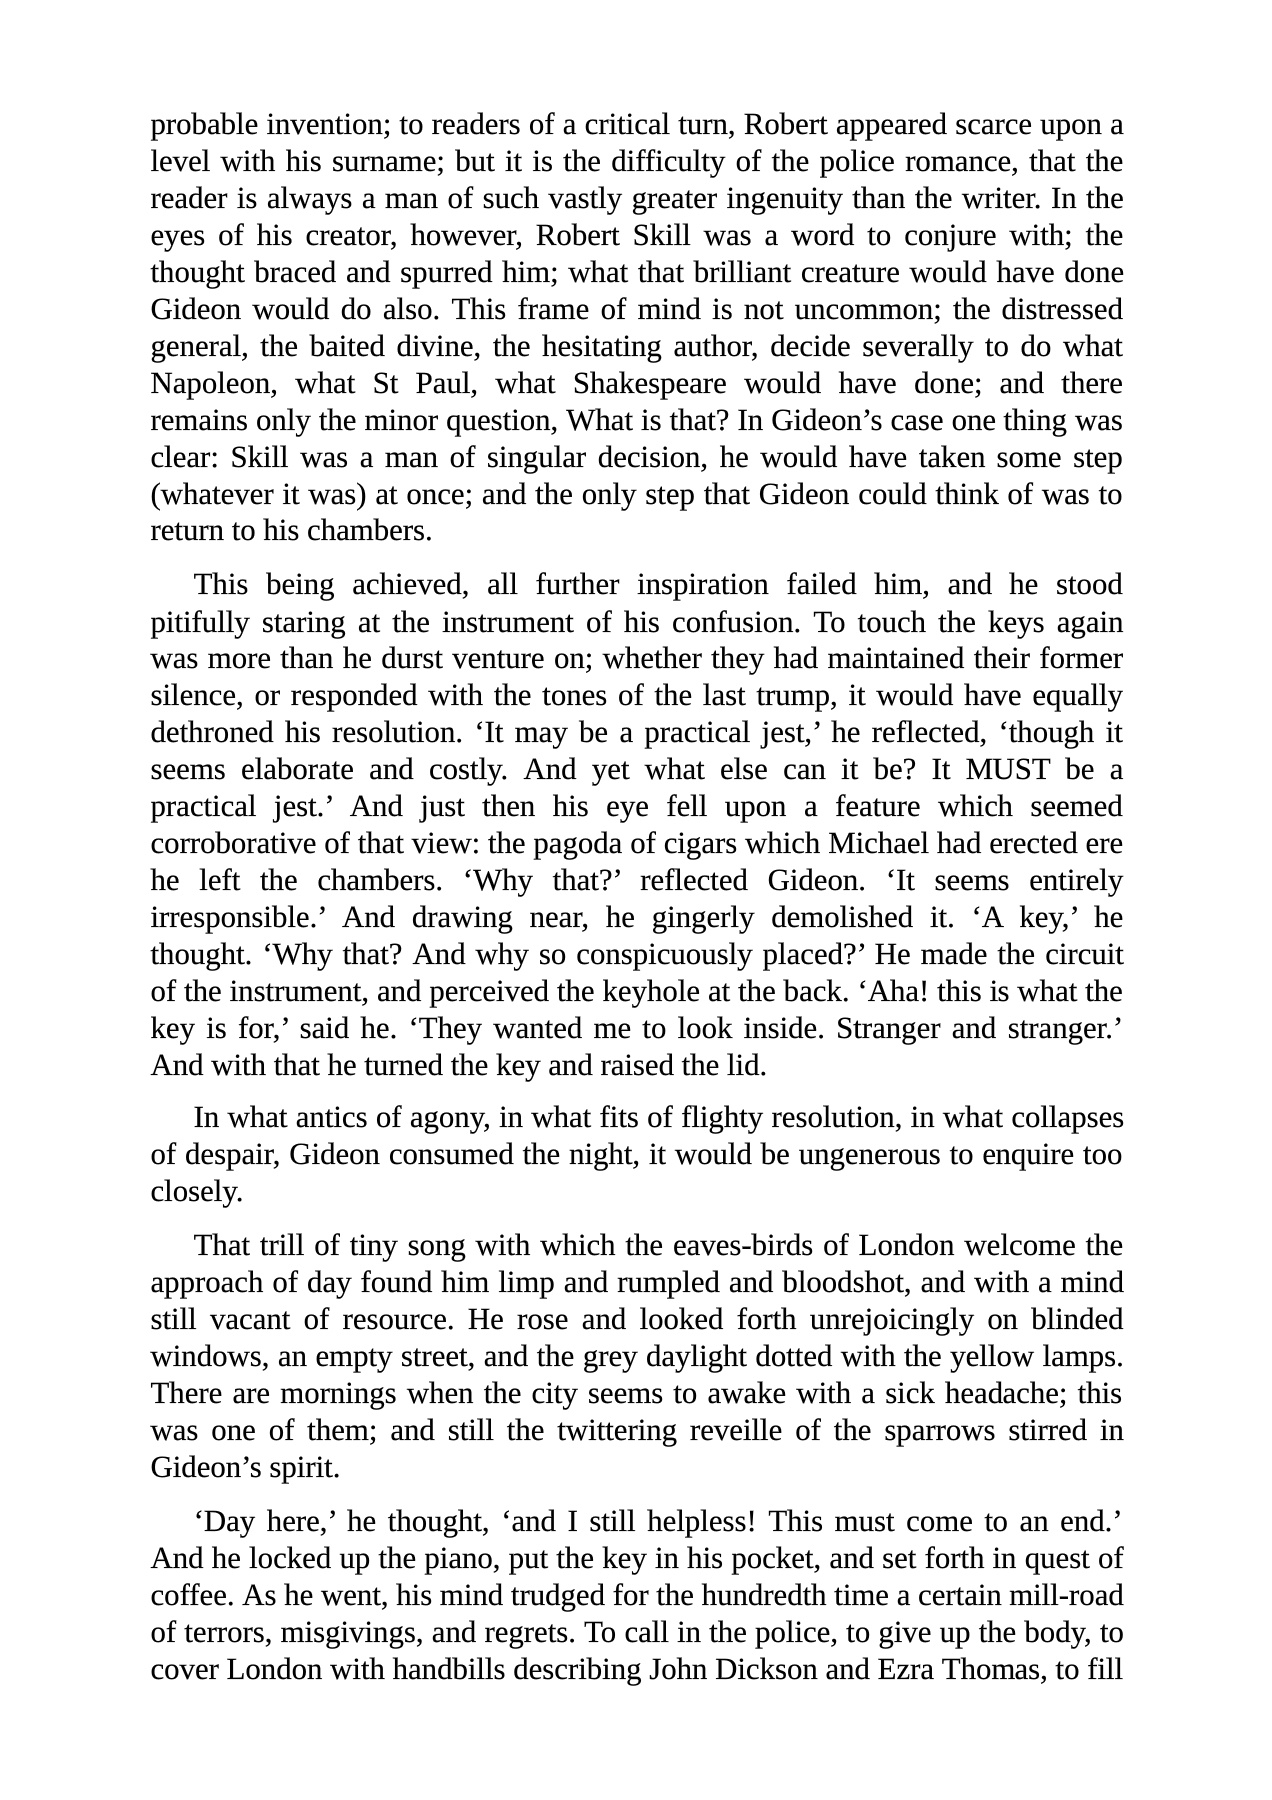 probable invention; to readers of a critical turn, Robert appeared scarce upon a
level with his surname; but it is the difficulty of the police romance, that the
reader is always a man of such vastly greater ingenuity than the writer. In the
eyes of his creator, however, Robert Skill was a word to conjure with; the
thought braced and spurred him; what that brilliant creature would have done
Gideon would do also. This frame of mind is not uncommon; the distressed
general, the baited divine, the hesitating author, decide severally to do what
Napoleon, what St Paul, what Shakespeare would have done; and there
remains only the minor question, What is that? In Gideon’s case one thing was
clear: Skill was a man of singular decision, he would have taken some step
(whatever it was) at once; and the only step that Gideon could think of was to
return to his chambers.
This being achieved, all further inspiration failed him, and he stood
pitifully staring at the instrument of his confusion. To touch the keys again
was more than he durst venture on; whether they had maintained their former
silence, or responded with the tones of the last trump, it would have equally
dethroned his resolution. ‘It may be a practical jest,’ he reflected, ‘though it
seems elaborate and costly. And yet what else can it be? It MUST be a
practical jest.’ And just then his eye fell upon a feature which seemed
corroborative of that view: the pagoda of cigars which Michael had erected ere
he left the chambers. ‘Why that?’ reflected Gideon. ‘It seems entirely
irresponsible.’ And drawing near, he gingerly demolished it. ‘A key,’ he
thought. ‘Why that? And why so conspicuously placed?’ He made the circuit
of the instrument, and perceived the keyhole at the back. ‘Aha! this is what the
key is for,’ said he. ‘They wanted me to look inside. Stranger and stranger.’
And with that he turned the key and raised the lid.
In what antics of agony, in what fits of flighty resolution, in what collapses
of despair, Gideon consumed the night, it would be ungenerous to enquire too
closely.
That trill of tiny song with which the eaves-birds of London welcome the
approach of day found him limp and rumpled and bloodshot, and with a mind
still vacant of resource. He rose and looked forth unrejoicingly on blinded
windows, an empty street, and the grey daylight dotted with the yellow lamps.
There are mornings when the city seems to awake with a sick headache; this
was one of them; and still the twittering reveille of the sparrows stirred in
Gideon’s spirit.
‘Day here,’ he thought, ‘and I still helpless! This must come to an end.’
And he locked up the piano, put the key in his pocket, and set forth in quest of
coffee. As he went, his mind trudged for the hundredth time a certain mill-road
of terrors, misgivings, and regrets. To call in the police, to give up the body, to
cover London with handbills describing John Dickson and Ezra Thomas, to fill